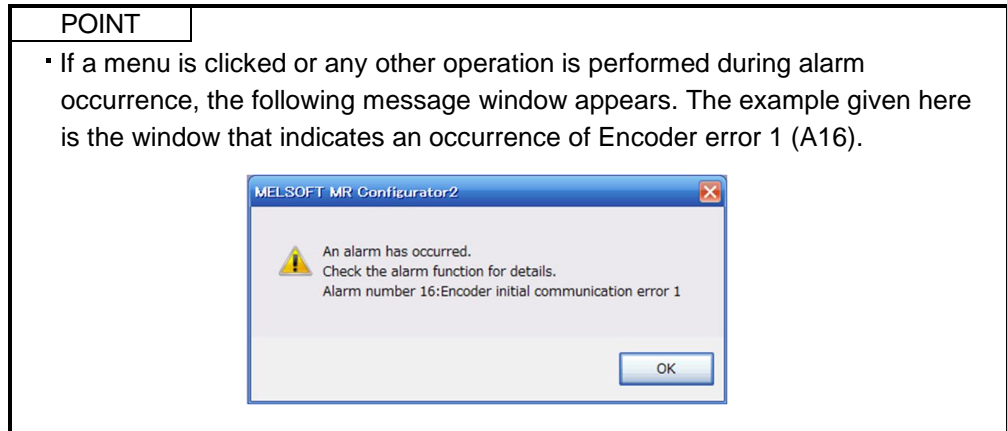 POINT
▪ If a menu is clicked or any other operation is performed during alarm
occurrence, the following message window appears. The example given here
is the window that indicates an occurrence of Encoder error 1 (A16).
MELSOFT MR Configurator2
An alarm has occurred.
Check the alarm function for details.
Alarm number 16:Encoder initial communication error 1
OK